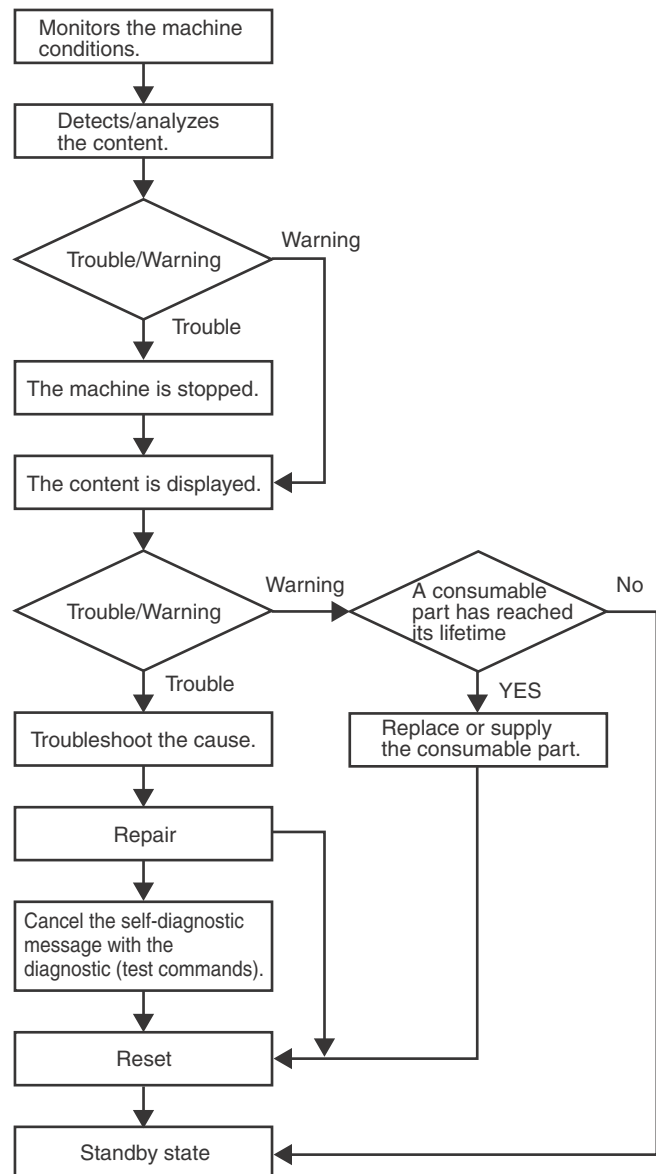 Monitors the machine
conditions.
Detects/analyzes
the content.
Trouble/Warning
Warning
Trouble
The machine is stopped.
The content is displayed.
Trouble/Warning
Warning
A consumable
part has reached
its lifetime
No
Trouble
YES
Troubleshoot the cause.
Replace or supply
the consumable part.
Repair
Cancel the self-diagnostic
message with the
diagnostic (test commands).
Reset
Standby state